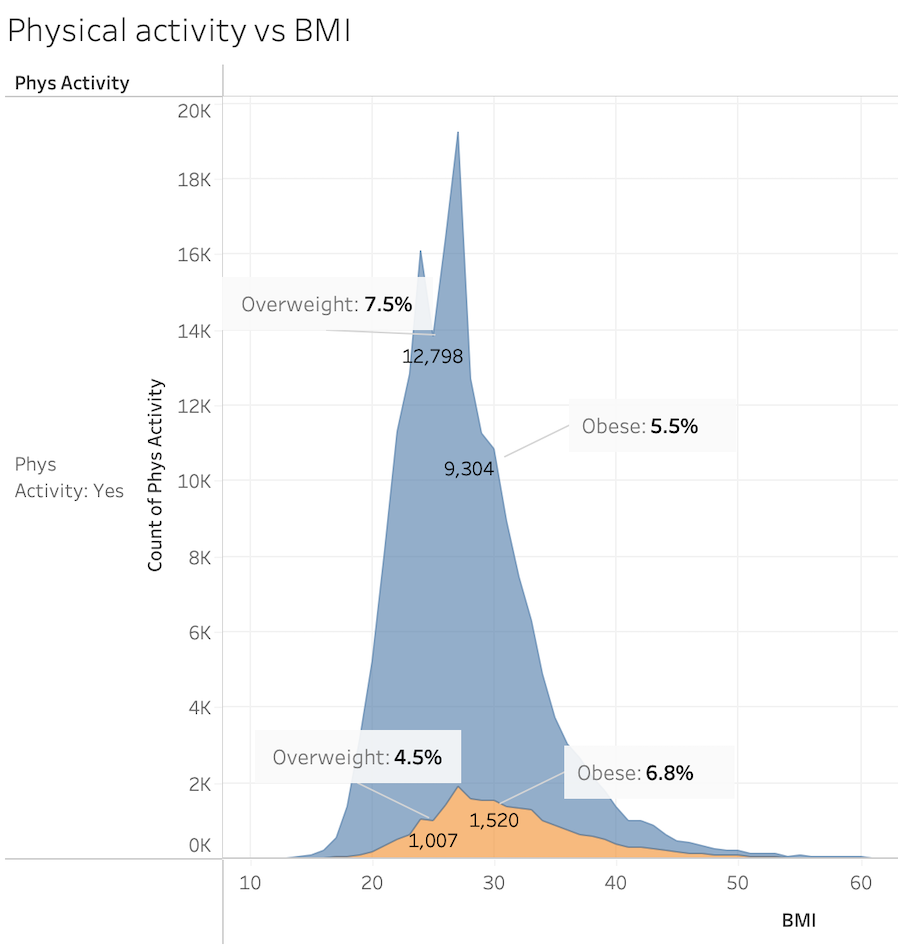 Physical activity vs BMI
Phys Activity
20K
18K
16K
Overweight: 7.5%
14K
12,798
12K
Obese: 5.5%
Count of Phys Activity
Phys
Activity: Yes
9,304
10K
8K
6K
4K
Overweight: 4.5%
Obese: 6.8%
2K
1,520
1,007
0K
10 20 30 40 50 60
BMI